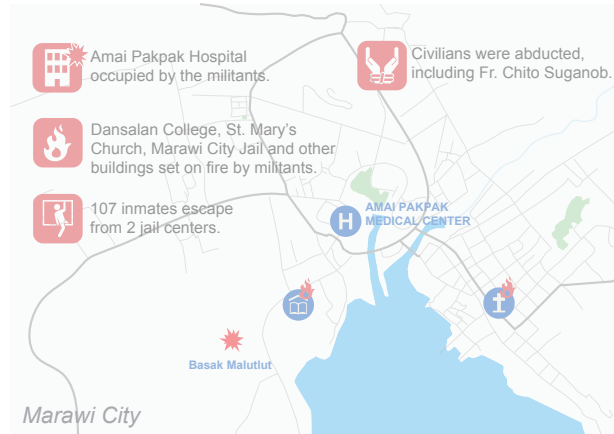 Amai Pakpak Hospital
occupied by the militants.
Civilians were abducted,
including Fr. Chito Suganob.
Dansalan College, St. Mary's
Church, Marawi City Jail and other
buildings set on fire by militants.
107 inmates escape
from 2 jail centers.
H
AMAI PAKPAK
MEDICAL CENTER
Basak Malutlut
Marawi City